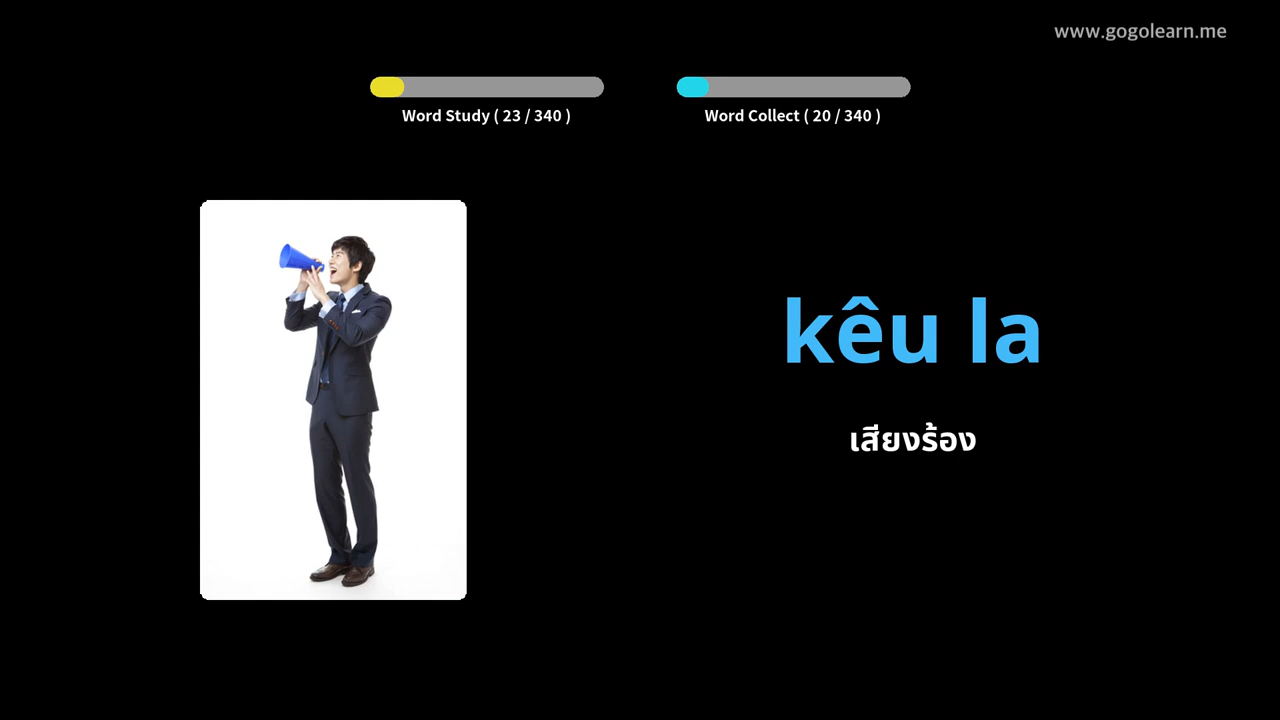 www.gogolearn.me
Word Study ( 23 / 340 )
Word Collect ( 20 / 340 )
kêu la
เสียงร้อง